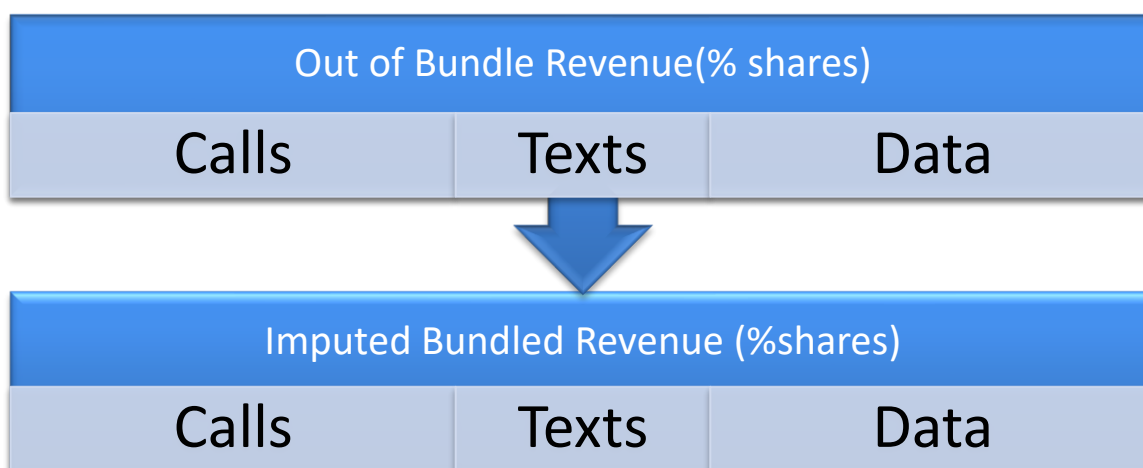 Out of Bundle Revenue(% shares)
Calls Texts Data
Imputed Bundled Revenue (%shares)
Calls Texts Data